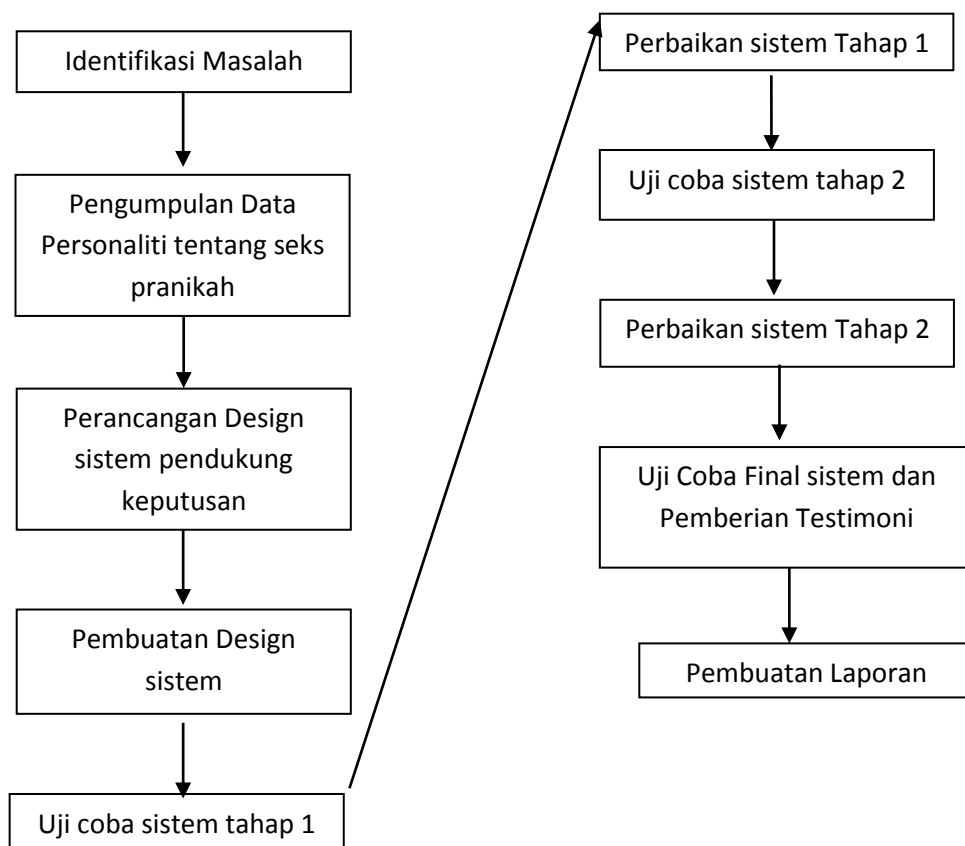 Identifikasi Masalah
Pengumpulan Data
Personaliti tentang seks
pranikah
Perancangan Design
sistem pendukung
keputusan
Pembuatan Design
sistem
Uji coba sistem tahap 1
Perbaikan sistem Tahap 1
Uji coba sistem tahap 2
Perbaikan sistem Tahap 2
Uji Coba Final sistem dan
Pemberian Testimoni
Pembuatan Laporan